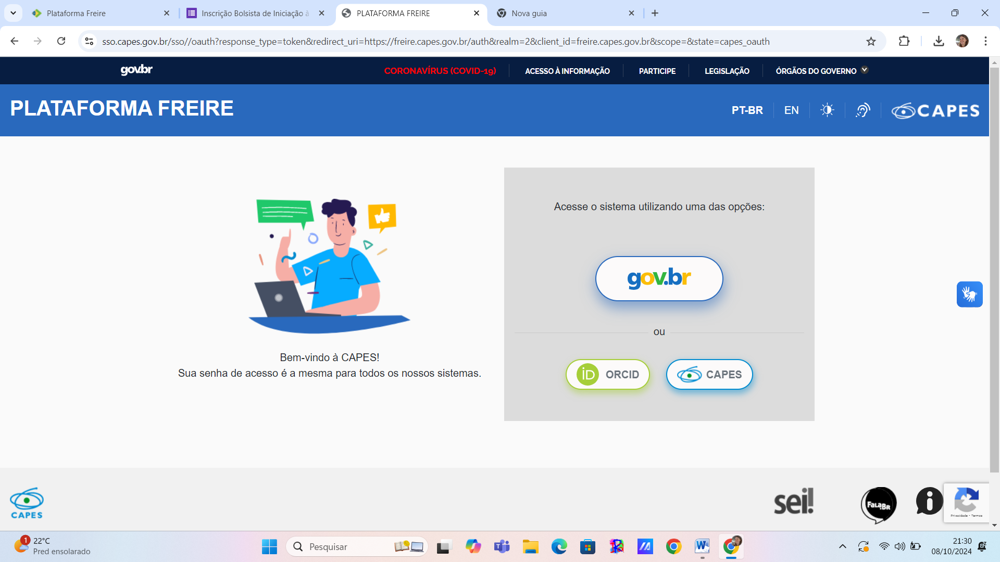 Plataforma Freire
Inscrição Bolsista de Iniciação à
PLATAFORMA FREIRE
Nova guia
sso.capes.gov.br/sso//oauth?response_type=token&redirect_uri=https://freire.capes.gov.br/auth&realm=2&client_id=freire.capes.gov.br&scope=&state=capes_oauth
gov.br
CORONAVÍRUS (COVID-19)
ACESSO À INFORMAÇÃO
PARTICIPE
LEGISLAÇÃO
ÓRGÃOS DO GOVERNO
PLATAFORMA FREIRE
PT-BR
EN
CAPES
Acesse o sistema utilizando uma das opções:
gov.br
ou
iD ORCID
CAPES
Bem-vindo à CAPES!
Sua senha de acesso é a mesma para todos os nossos sistemas.
CAPES
sei!
FALA.BR
Privacidade - Termos
1
22°C
Pred ensolarado
Pesquisar
21:30
08/10/2024